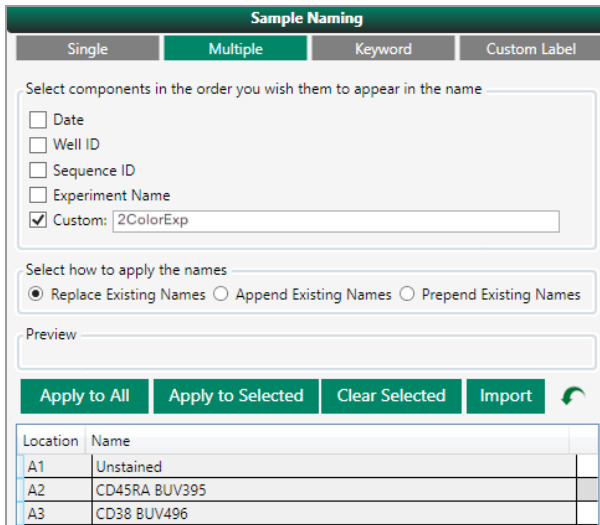 Sample Naming
Single Multiple Keyword Custom Label
Select components in the order you wish them to appear in the name
Date
Well ID
Sequence ID
Experiment Name
Custom: 2ColorExp
Select how to apply the names
Replace Existing Names Append Existing Names Prepend Existing Names
Preview
Apply to All Apply to Selected Clear Selected Import
Location Name
A1 Unstained
A2 CD45RA BUV395
A3 CD38 BUV496